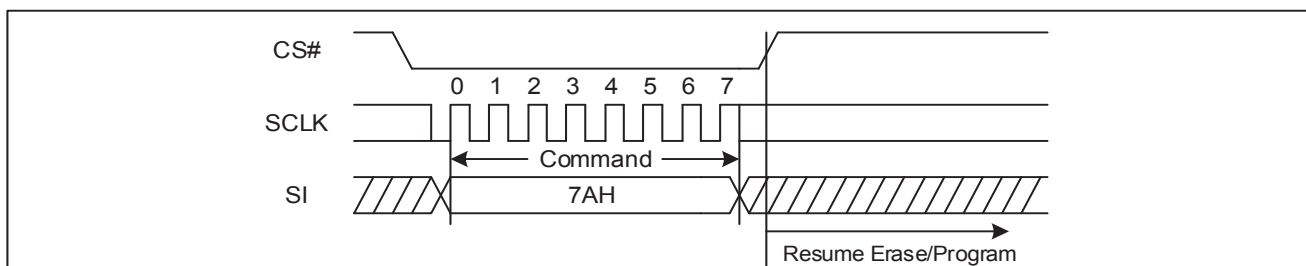 CS#
0 1 2 3 4 5 6 7
SCLK
Command
SI
7AH
Resume Erase/Program